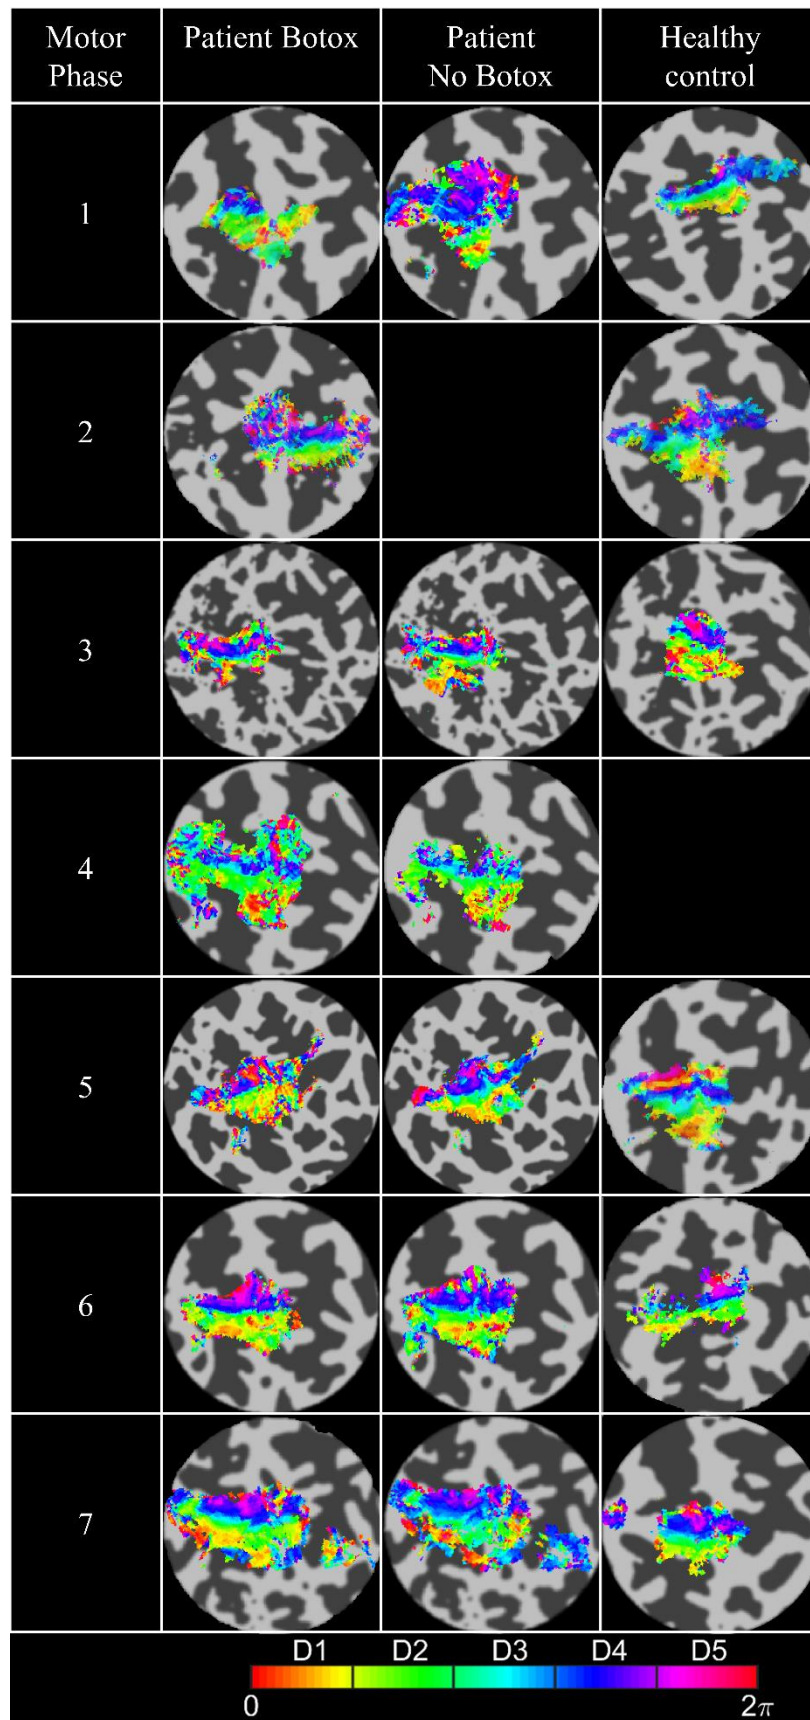 Motor Phase
Patient Botox
Patient No Botox
Healthy control
1
2
3
4
5
6
7
D1 D2 D3 D4 D5
0 2π